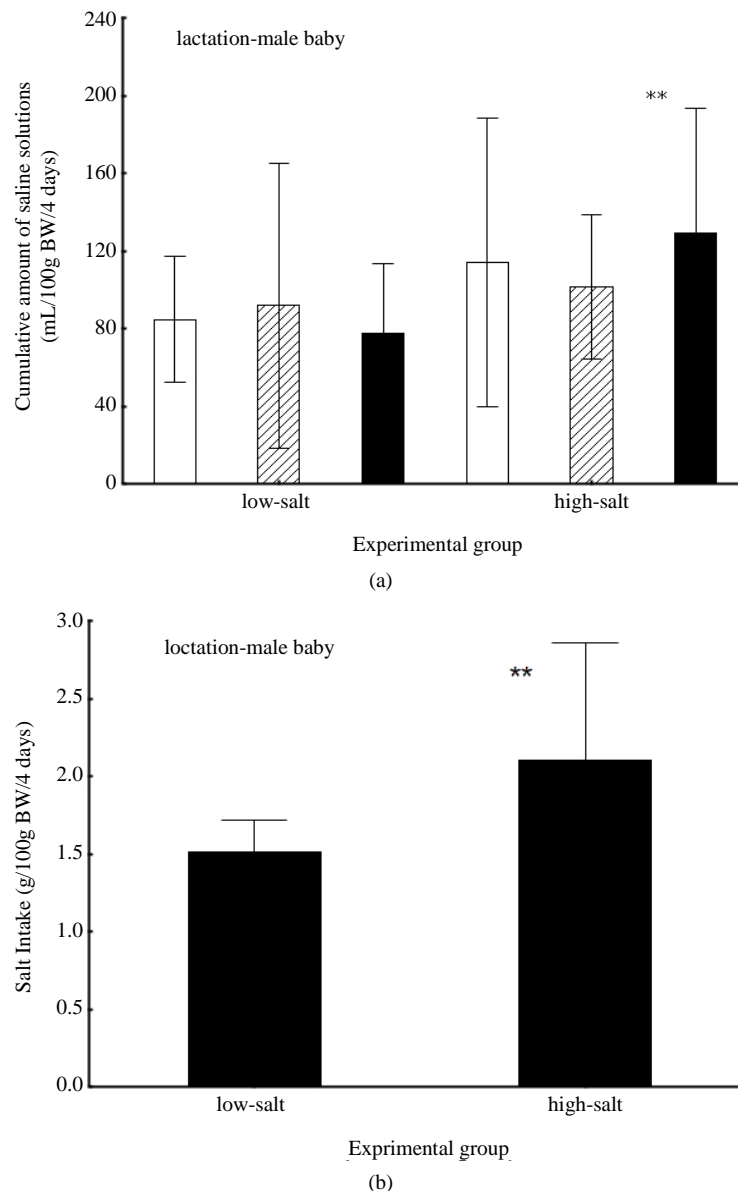 240
lactation-male baby
200
**
160
120
80
40
0
Cumulative amount of saline solutions
(mL/100g BW/4 days)
low-salt
high-salt
Experimental group
(a)
3.0
loctation-male baby
**
2.5
2.0
1.5
1.0
0.5
0.0
Salt Intake (g/100g BW/4 days)
low-salt
high-salt
Exprimental group
(b)